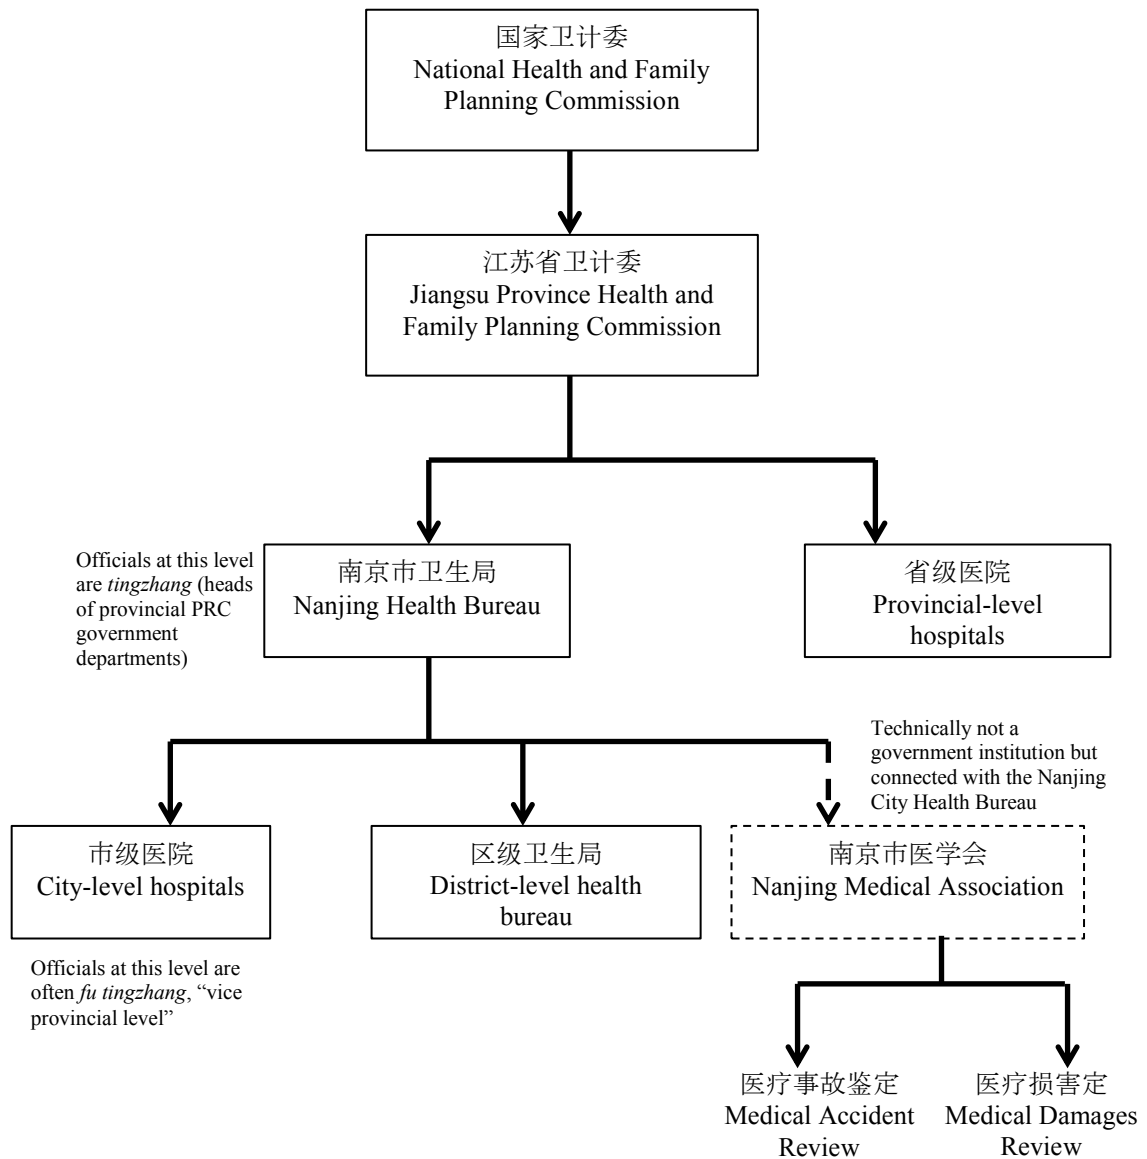 国家卫计委
National Health and Family
Planning Commission
江苏省卫计委
Jiangsu Province Health and
Family Planning Commission
Officials at this level
are tingzhang (heads
of provincial PRC
government
departments)
南京市卫生局
Nanjing Health Bureau
省级医院
Provincial-level
hospitals
Technically not a
government institution but
connected with the Nanjing
City Health Bureau
市级医院
City-level hospitals
区级卫生局
District-level health
bureau
南京市医学会
Nanjing Medical Association
Officials at this level are
often fu tingzhang, “vice
provincial level”
医疗事故鉴定
Medical Accident
Review
医疗损害定
Medical Damages
Review